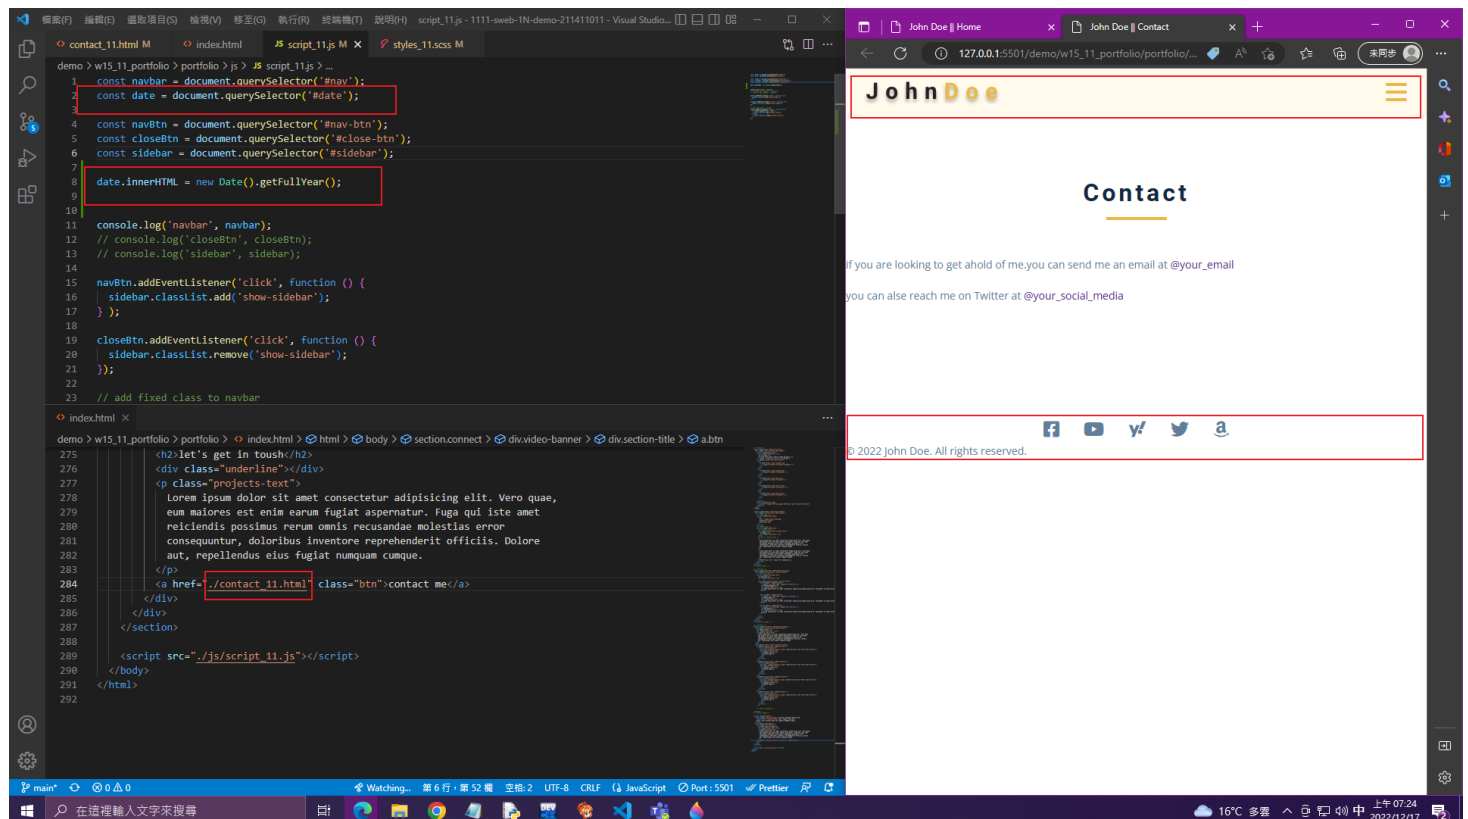 檔案(F) 編輯(E) 選取項目(S) 檢視(V) 移至(G) 執行(R) 終端機(T) 說明(H) script_11.js - 1111-sweb-1N-demo-211411011 - Visual Studio...
contact_11.html M index.html JS script_11.js M styles_11.scss M
demo > w15_11_portfolio > portfolio > js > JS script_11.js > ...
1 const navbar = document.querySelector('#nav');
2 const date = document.querySelector('#date');
3
4 const navBtn = document.querySelector('#nav-btn');
5 const closeBtn = document.querySelector('#close-btn');
6 const sidebar = document.querySelector('#sidebar');
7
8 date.innerHTML = new Date().getFullYear();
9
10
11 console.log('navbar', navbar);
12 // console.log('closeBtn', closeBtn);
13 // console.log('sidebar', sidebar);
14
15 navBtn.addEventListener('click', function () {
16 sidebar.classList.add('show-sidebar');
17 } );
18
19 closeBtn.addEventListener('click', function () {
20 sidebar.classList.remove('show-sidebar');
21 });
22
23 // add fixed class to navbar
index.html
demo > w15_11_portfolio > portfolio > index.html > html > body > section.connect > div.video-banner > div.section-title > a.btn
275 <h2>let's get in toush</h2>
276 <div class="underline"></div>
277 <p class="projects-text">
278 Lorem ipsum dolor sit amet consectetur adipisicing elit. Vero quae,
279 eum maiores est enim earum fugiat aspernatur. Fuga qui iste amet
280 reiciendis possimus rerum omnis recusandae molestias error
281 consequuntur, doloribus inventore reprehenderit officiis. Dolore
282 aut, repellendus eius fugiat numquam cumque.
283 </p>
284 <a href="./contact_11.html" class="btn">contact me</a>
285 </div>
286 </div>
287 </section>
288
289 <script src="./js/script_11.js"></script>
290 </body>
291 </html>
292
main* 0 0 Watching... 第 6 行，第 52 欄 空格: 2 UTF-8 CRLF JavaScript Port : 5501 Prettier
John Doe || Home John Doe || Contact
127.0.0.1:5501/demo/w15_11_portfolio/portfolio/... 未同步
JohnDoe
Contact
if you are looking to get ahold of me.you can send me an email at @your_email
you can alse reach me on Twitter at @your_social_media
© 2022 John Doe. All rights reserved.
在這裡輸入文字來搜尋
16°C 多雲 中 上午 07:24
2022/12/17